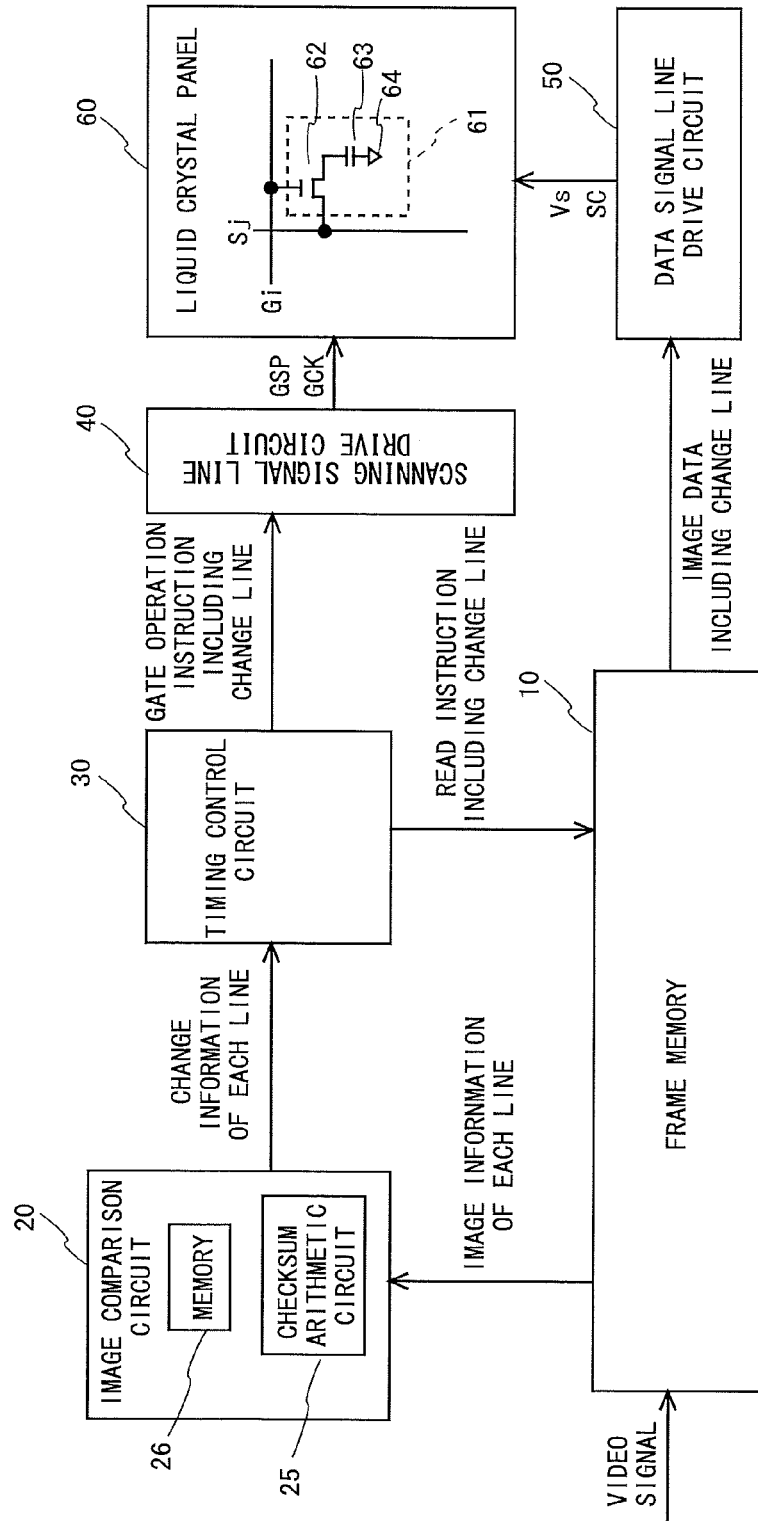 20
IMAGE COMPARISON
CIRCUIT
MEMORY
26
CHECKSUM
ARITHMETIC
CIRCUIT
25
CHANGE
INFORMATION
OF EACH LINE
30
TIMING CONTROL
CIRCUIT
GATE OPERATION
INSTRUCTION
INCLUDING
CHANGE LINE
40
SCANNING SIGNAL LINE
DRIVE CIRCUIT
GSP
GCK
60
LIQUID CRYSTAL PANEL
Sj
Gi
62
63
64
61
IMAGE INFORNMATION
OF EACH LINE
READ INSTRUCTION
INCLUDING CHANGE LINE
Vs
SC
50
DATA SIGNAL LINE
DRIVE CIRCUIT
VIDEO
SIGNAL
10
FRAME MEMORY
IMAGE DATA
INCLUDING CHANGE LINE